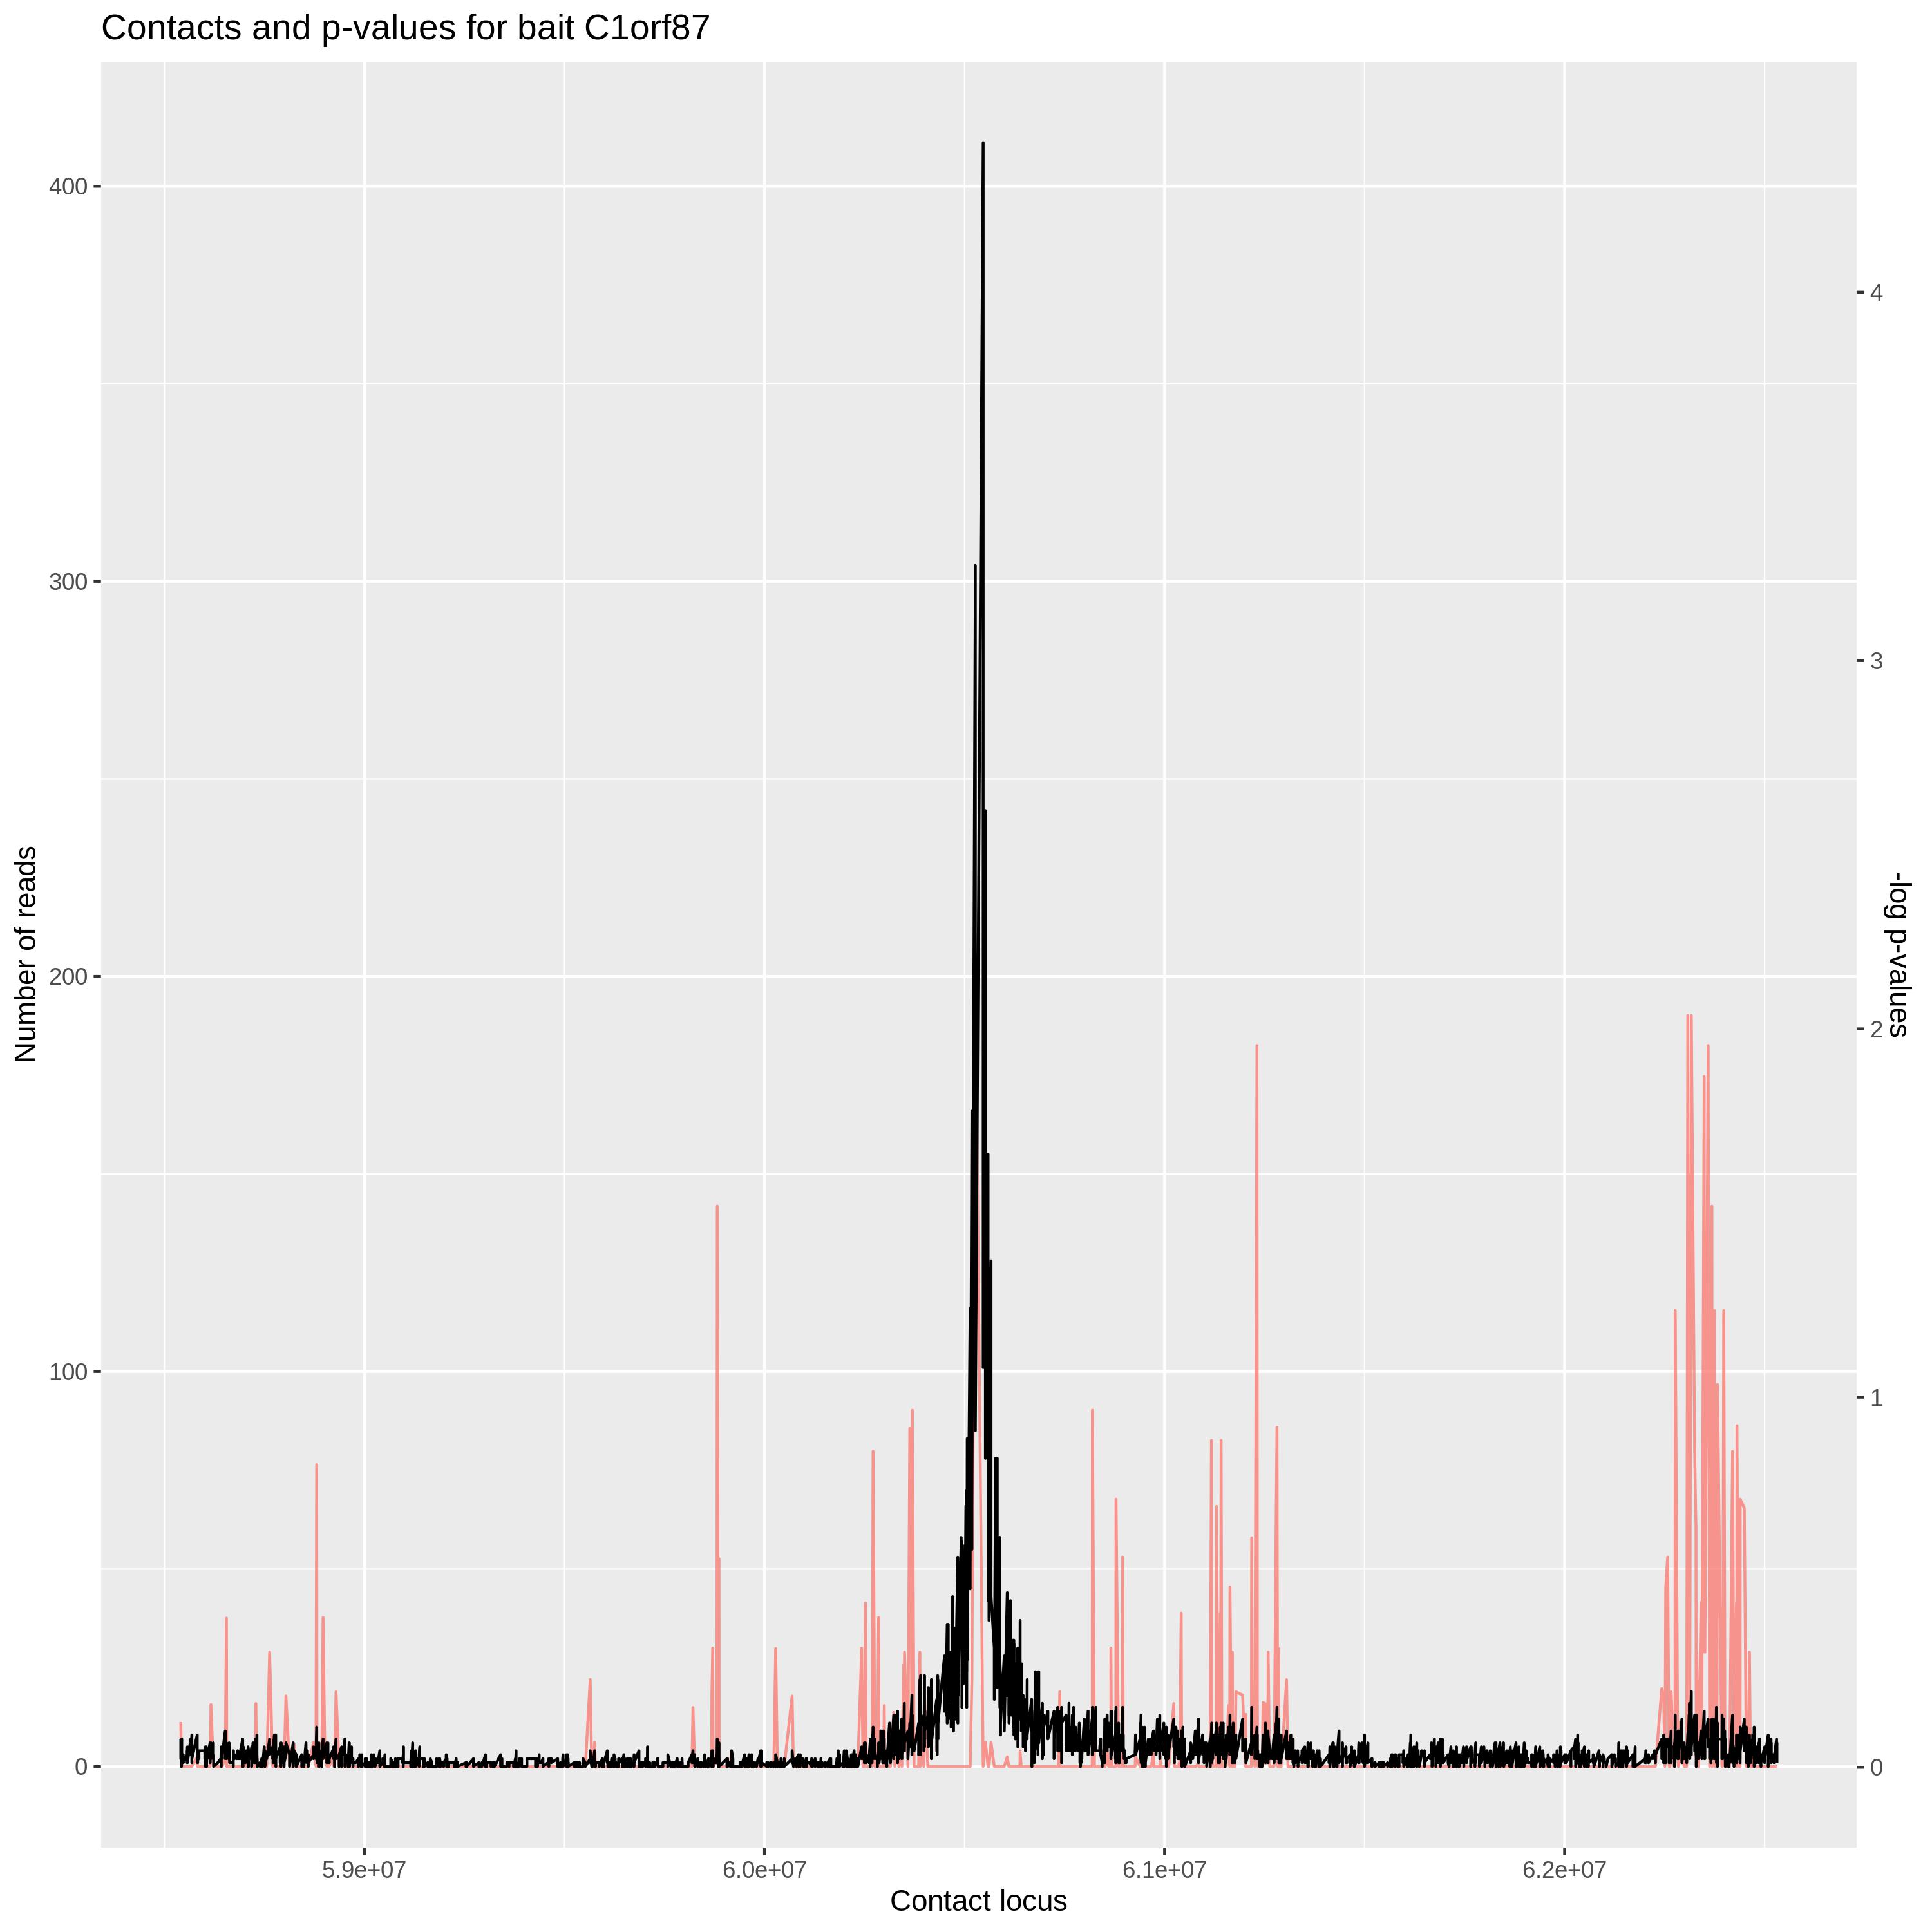 Contacts and p-values for bait C1orf87
400
300
200
100
0
Number of reads
4
3
2
1
0
-log p-values
5.9e+07 6.0e+07 6.1e+07 6.2e+07
Contact locus